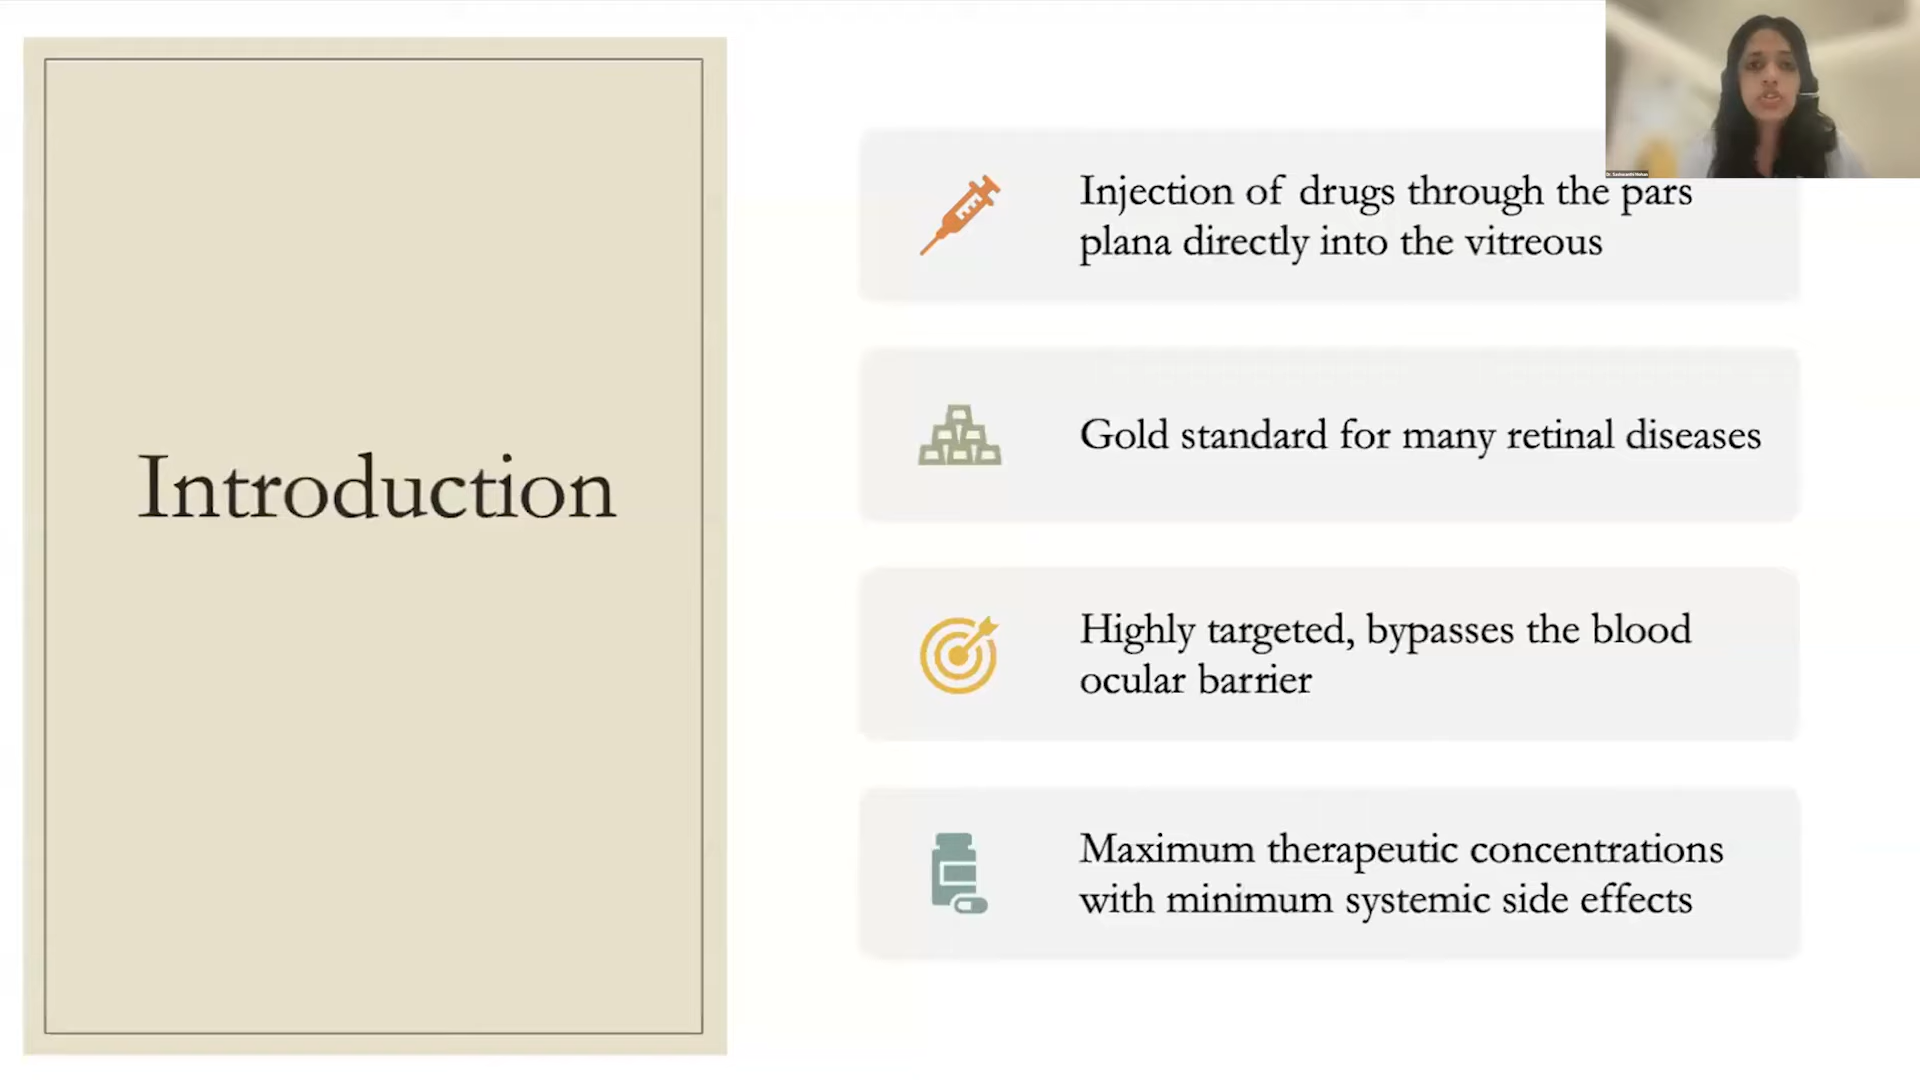 Introduction
Injection of drugs through the pars
plana directly into the vitreous
Gold standard for many retinal diseases
Highly targeted, bypasses the blood
ocular barrier
Maximum therapeutic concentrations
with minimum systemic side effects